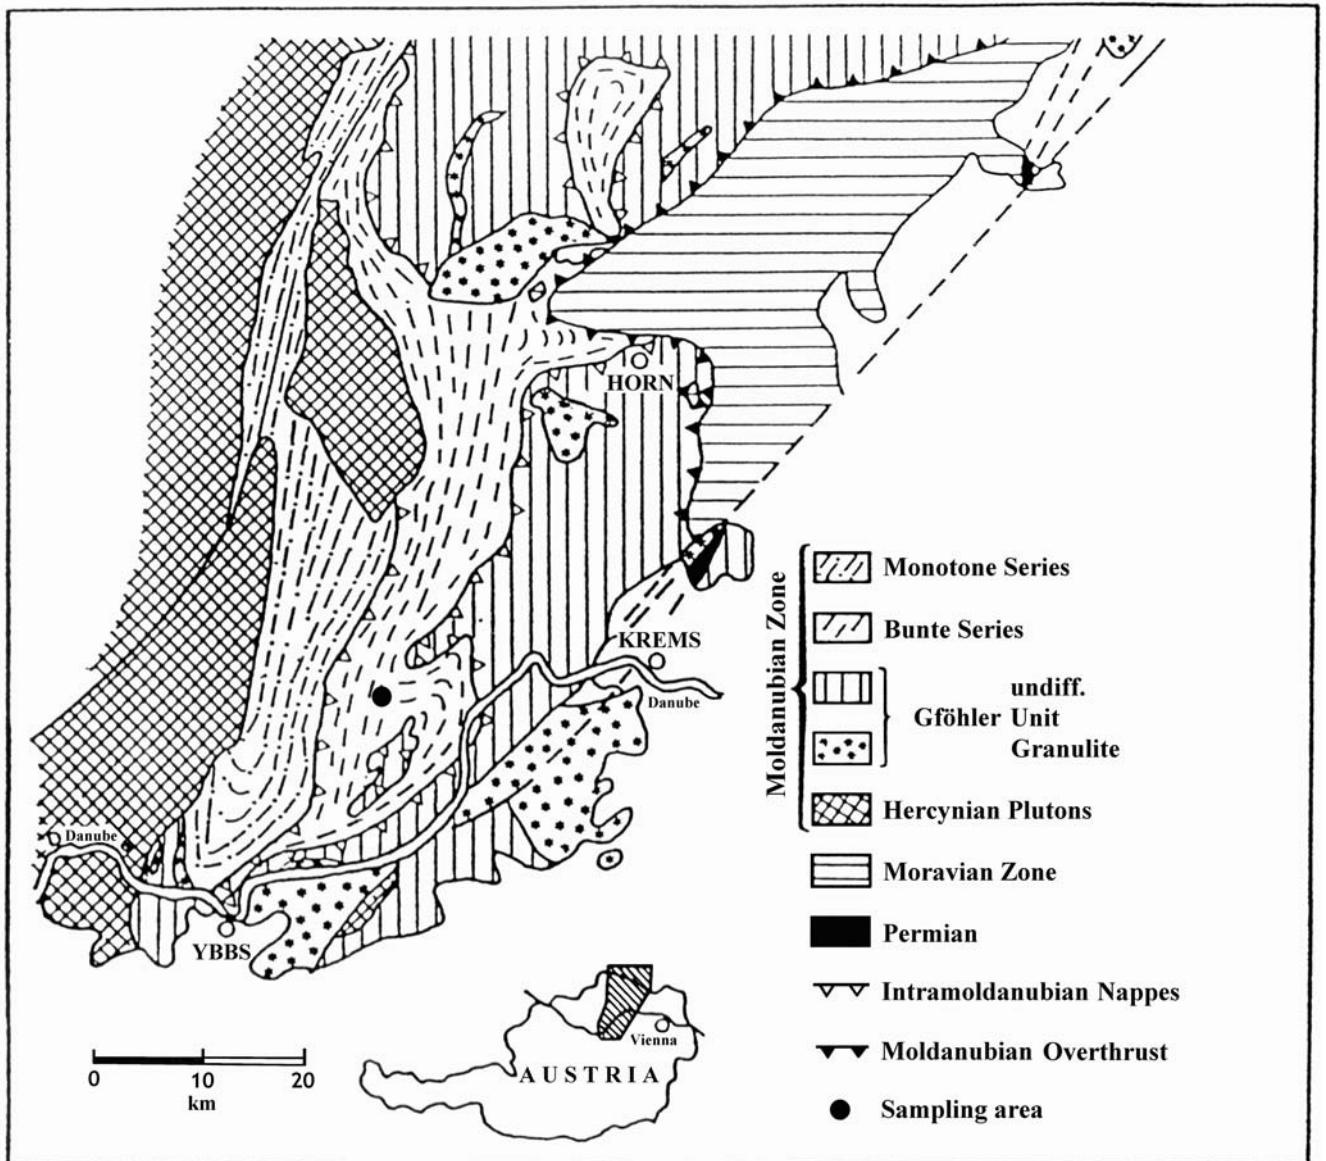 HORN
KREMS
Danube
Danube
YBBS
Moldanubian Zone
Monotone Series
Bunte Series
undiff.
Gföhler Unit
Granulite
Hercynian Plutons
Moravian Zone
Permian
Intramoldanubian Nappes
Moldanubian Overthrust
Sampling area
0 10 20
km
Vienna
AUSTRIA